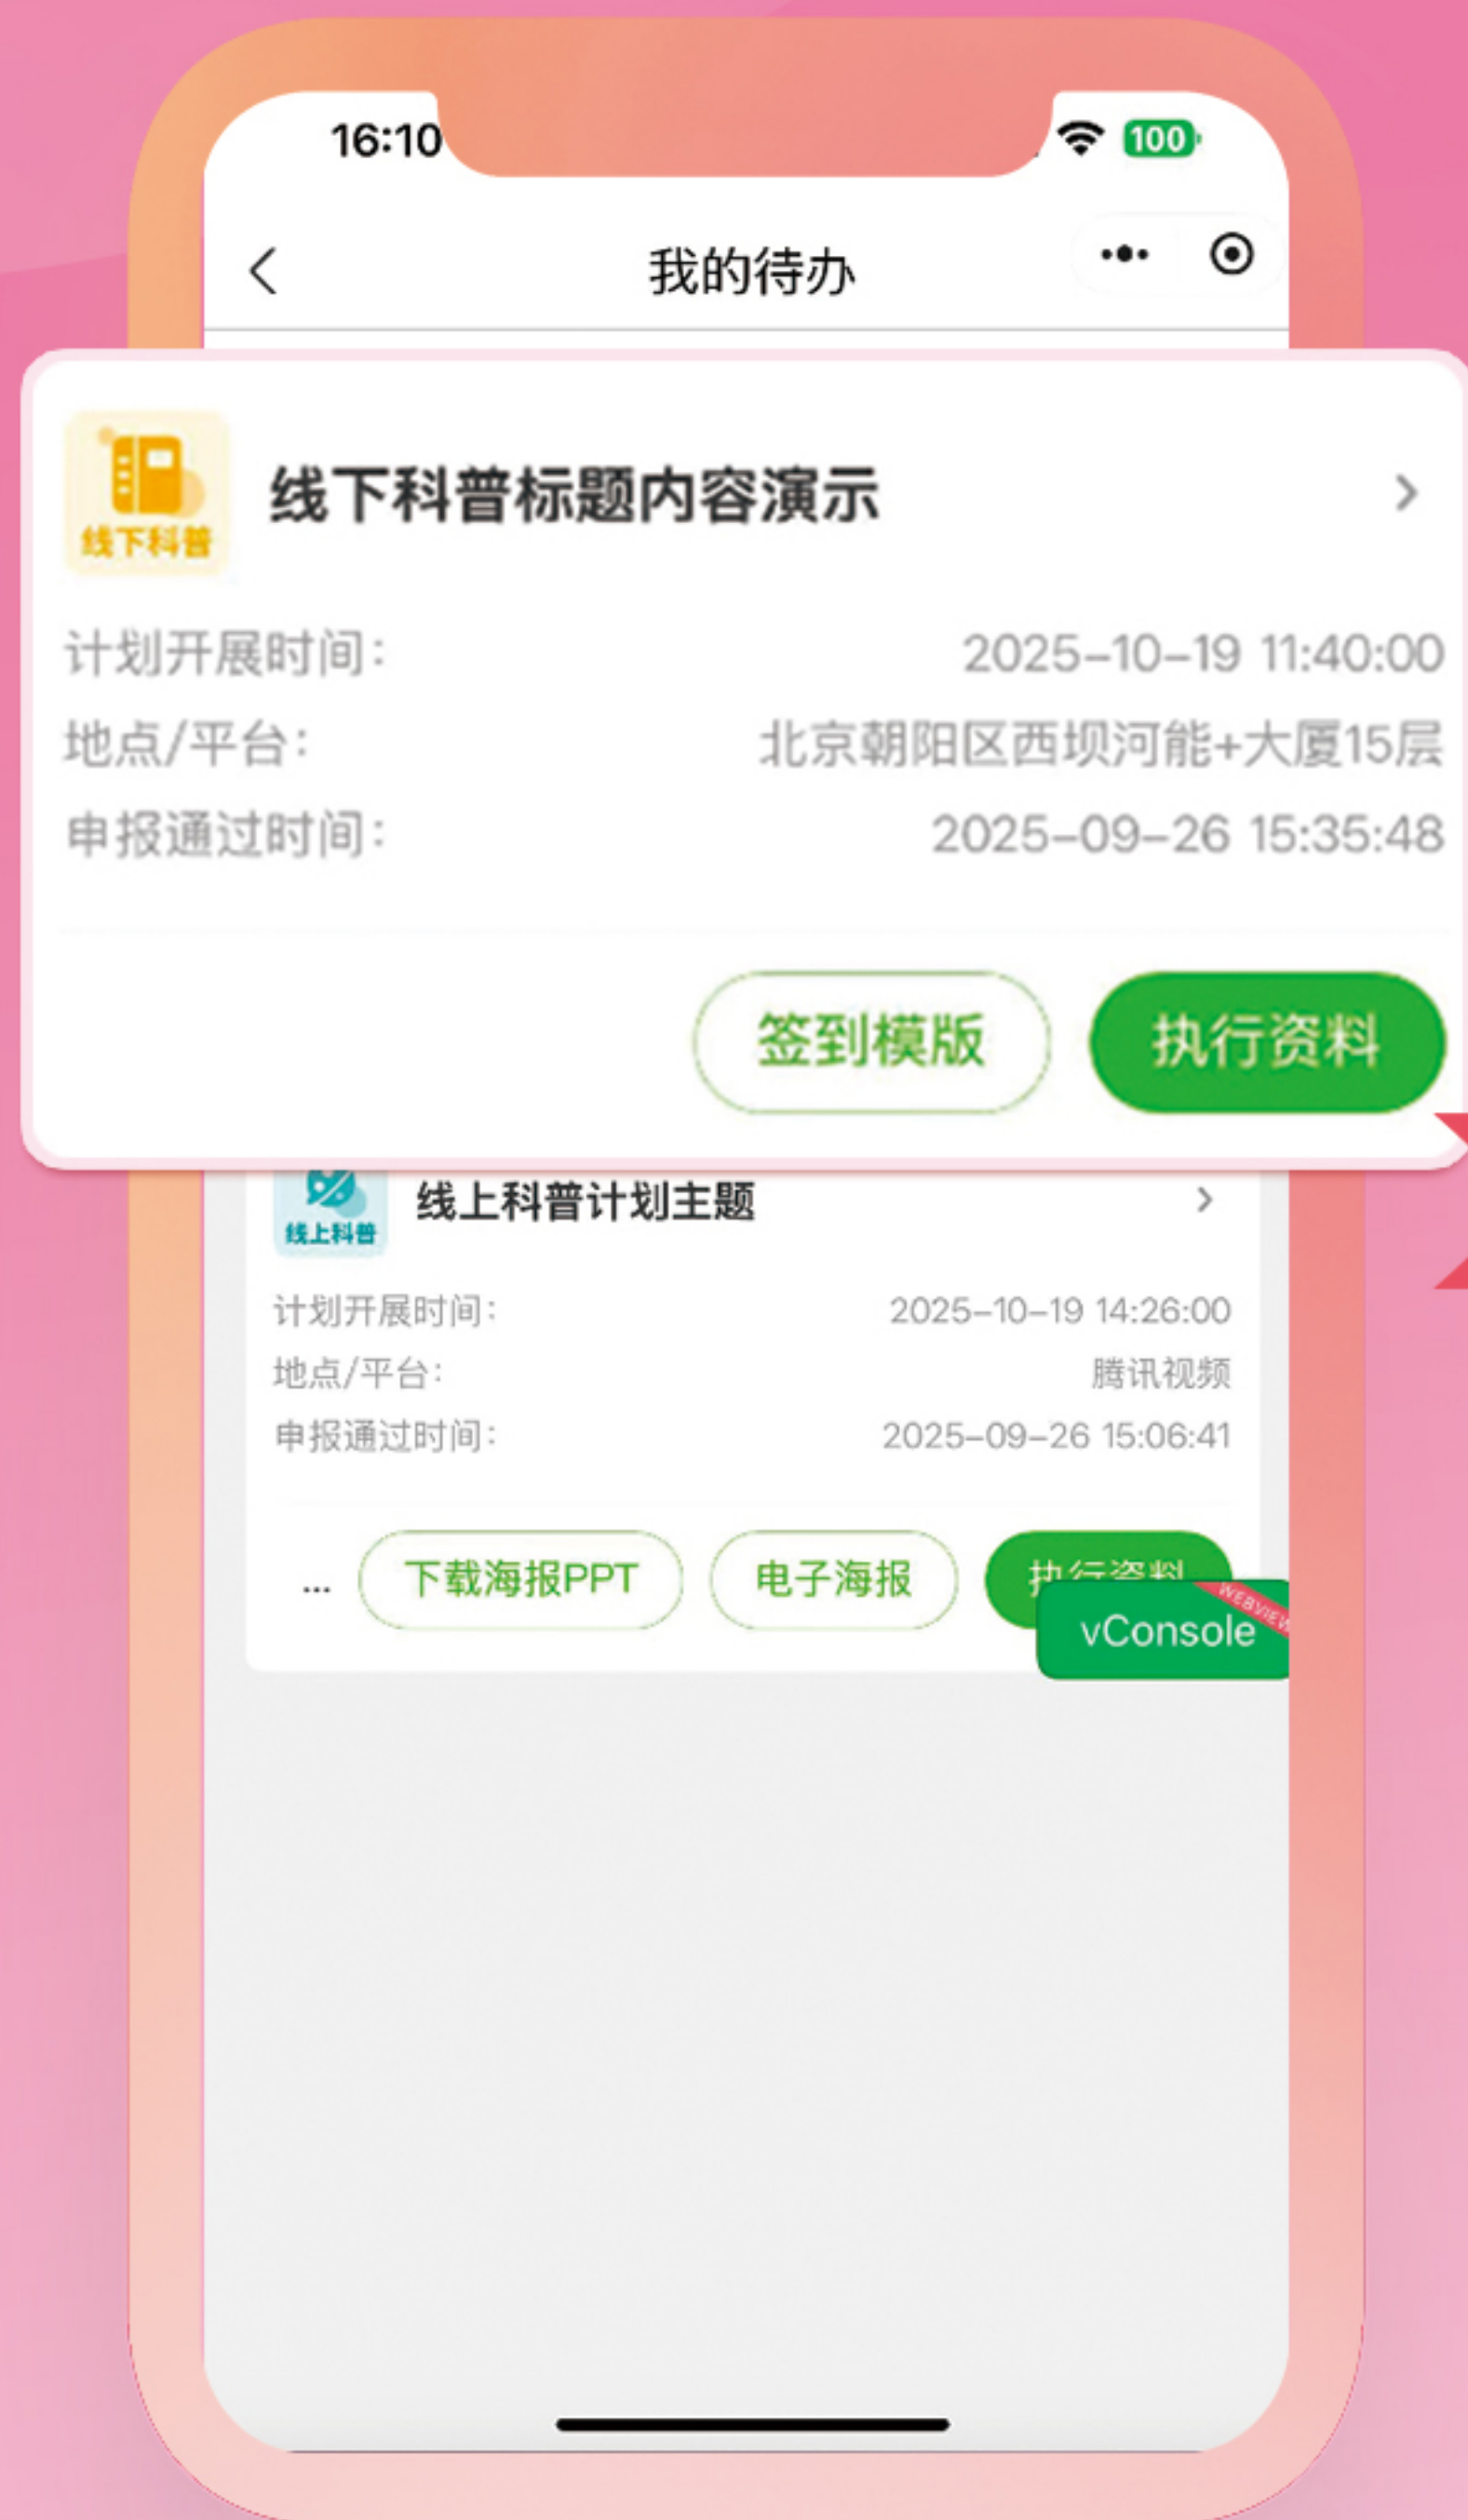 16:10
100
我的待办
线下科普
线下科普标题内容演示
计划开展时间： 2025-10-19 11:40:00
地点/平台： 北京朝阳区西坝河能+大厦15层
申报通过时间： 2025-09-26 15:35:48
签到模版 执行资料
线上科普
线上科普计划主题
计划开展时间： 2025-10-19 14:26:00
地点/平台： 腾讯视频
申报通过时间： 2025-09-26 15:06:41
... 下载海报PPT 电子海报 执行资料
WEBVIEW
vConsole